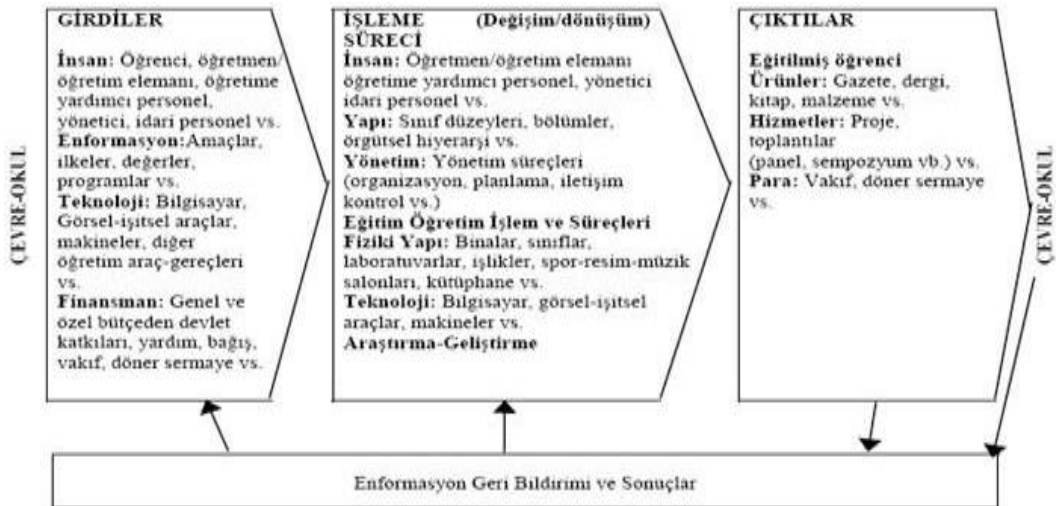 ÇEVRE-OKUL
GİRDİLER
İnsan: Öğrenci, öğretmen/
öğretim elemanı, öğretime
yardımcı personel,
yönetici, idari personel vs.
Enformasyon:Amaçlar,
ilkeler, değerler,
programlar vs.
Teknoloji: Bilgisayar,
Görsel-işitsel araçlar,
makineler, diğer
öğretim araç-gereçleri
vs.
Finansman: Genel ve
özel bütçeden devlet
katkıları, yardım, bağış,
vakıf, döner sermaye vs.
İŞLEME (Değişim/dönüşüm)
SÜRECİ
İnsan: Öğretmen/öğretim elemanı
öğretime yardımcı personel, yönetici
idari personel vs.
Yapı: Sınıf düzeyleri, bölümler,
örgütsel hiyerarşi vs.
Yönetim: Yönetim süreçleri
(organizasyon, planlama, iletişim
kontrol vs.)
Eğitim Öğretim İşlem ve Süreçleri
Fiziki Yapı: Binalar, sınıflar,
laboratuvarlar, işlikler, spor-resim-müzik
salonları, kütüphane vs.
Teknoloji: Bilgisayar, görsel-işitsel
araçlar, makineler vs.
Araştırma-Geliştirme
ÇIKTILAR
Eğitilmiş öğrenci
Ürünler: Gazete, dergi,
kitap, malzeme vs.
Hizmetler: Proje,
toplantılar
(panel, sempozyum vb.) vs.
Para: Vakıf, döner sermaye
vs.
ÇEVRE-OKUL
Enformasyon Geri Bildirimi ve Sonuçlar